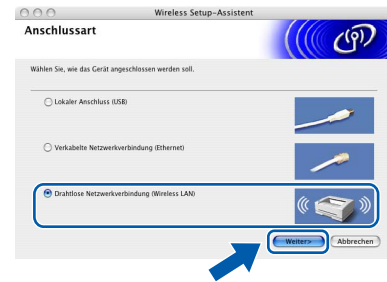 Wireless Setup-Assistent
Anschlussart
Wählen Sie, wie das Gerät angeschlossen werden soll.
Lokaler Anschluss (USB)
Verkabelte Netzwerkverbindung (Ethernet)
Drahtlose Netzwerkverbindung (Wireless LAN)
Weiter> Abbrechen